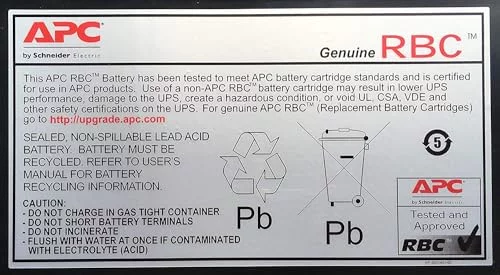 APC
by Schneider Electric
Genuine RBC™
This APC RBC™ Battery has been tested to meet APC battery cartridge standards and is certified
for use in APC products. Use of a non-APC RBC™ battery cartridge may result in lower UPS
performance, damage to the UPS, create a hazardous condition, or void UL, CSA, VDE and other
safety certifications on the UPS. For genuine APC RBC™ (Replacement Battery Cartridges)
go to http://upgrade.apc.com
SEALED, NON-SPILLABLE LEAD ACID
BATTERY. BATTERY MUST BE
RECYCLED. REFER TO USER'S
MANUAL FOR BATTERY
RECYCLING INFORMATION.
CAUTION:
- DO NOT CHARGE IN GAS TIGHT CONTAINER
- DO NOT SHORT BATTERY TERMINALS
- DO NOT INCINERATE
- FLUSH WITH WATER AT ONCE IF CONTAMINATED
WITH ELECTROLYTE (ACID)
Pb
Pb
5
APC
by Schneider Electric
Tested and
Approved
RBC